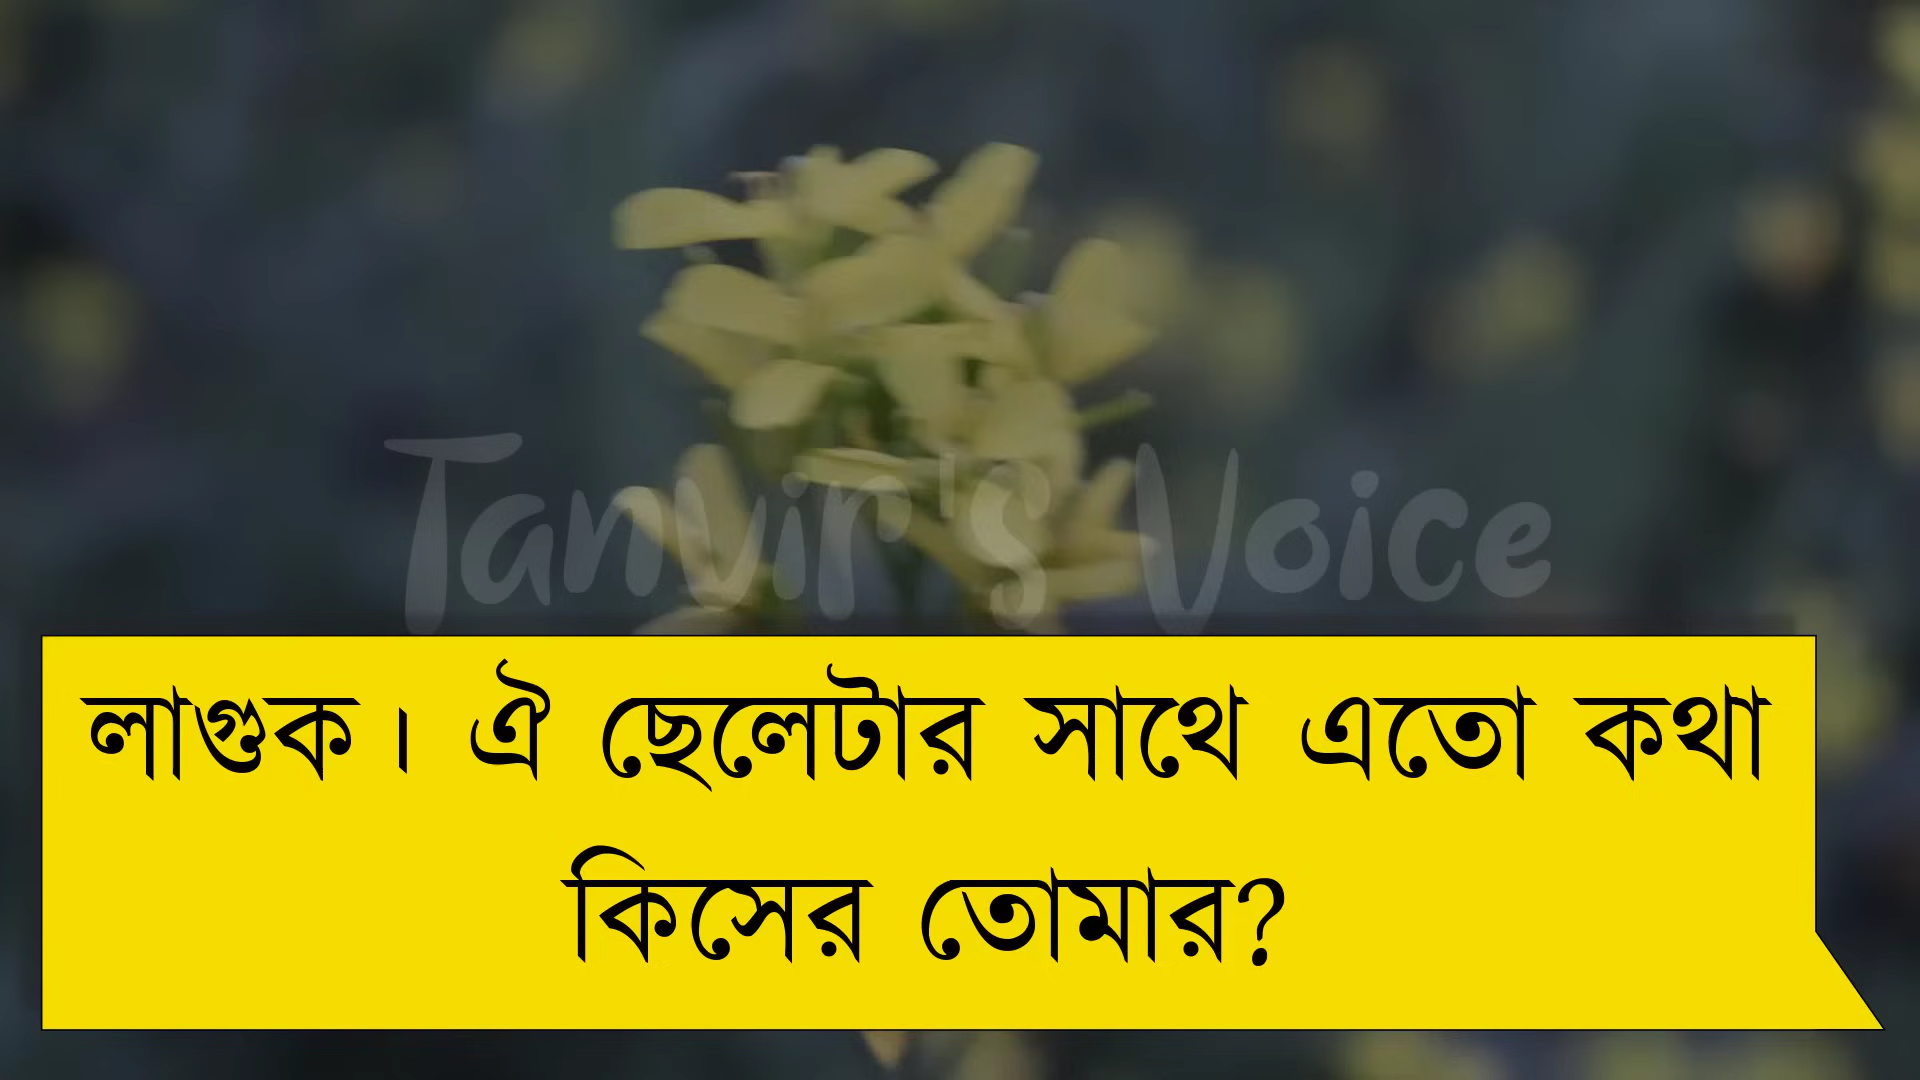 Tanvir's Voice
লাগুক। ঐ ছেলেটার সাথে এতো কথা
কিসের তোমার?